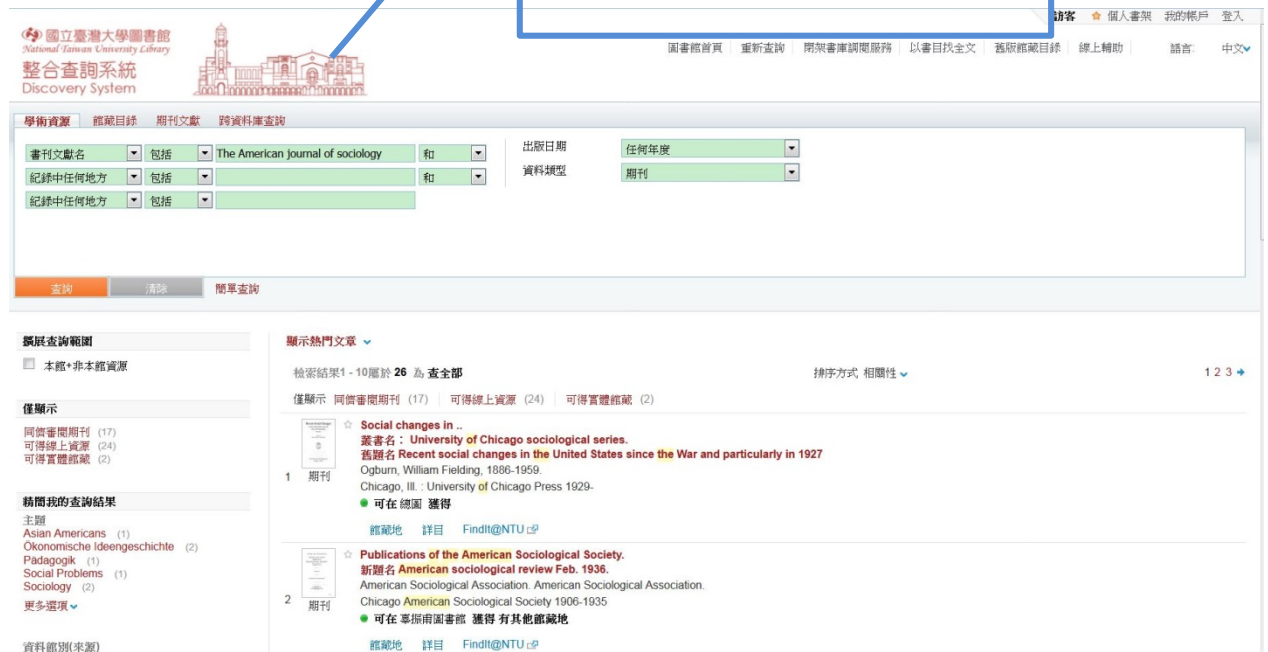 訪客 個人書架 我的帳戶 登入
國立臺灣大學圖書館
National Taiwan University Library
整合查詢系統
Discovery System
圖書館首頁 重新查詢 閉架書庫調閱服務 以書目找全文 舊版館藏目錄 線上輔助 語言: 中文
學術資源 館藏目錄 期刊文獻 跨資料庫查詢
書刊文獻名 包括 The American journal of sociology 和 出版日期 任何年度
紀錄中任何地方 包括 和 資料類型 期刊
紀錄中任何地方 包括
查詢 清除 簡單查詢
擴展查詢範圍
本館+非本館資源
僅顯示
同儕審閱期刊 (17)
可得線上資源 (24)
可得實體館藏 (2)
精簡我的查詢結果
主題
Asian Americans (1)
Ökonomische Ideengeschichte (2)
Pädagogik (1)
Social Problems (1)
Sociology (2)
更多選項
資料館別(來源)
顯示熱門文章
檢索結果1 - 10屬於 26 為 查全部 排序方式 相關性 1 2 3
僅顯示 同儕審閱期刊 (17) 可得線上資源 (24) 可得實體館藏 (2)
1 期刊
Social changes in ..
叢書名： University of Chicago sociological series.
舊題名 Recent social changes in the United States since the War and particularly in 1927
Ogburn, William Fielding, 1886-1959.
Chicago, Ill. : University of Chicago Press 1929-
可在 總圖 獲得
館藏地 詳目 FindIt@NTU
2 期刊
Publications of the American Sociological Society.
新題名 American sociological review Feb. 1936.
American Sociological Association. American Sociological Association.
Chicago American Sociological Society 1906-1935
可在 辜振甫圖書館 獲得 有其他館藏地
館藏地 詳目 FindIt@NTU